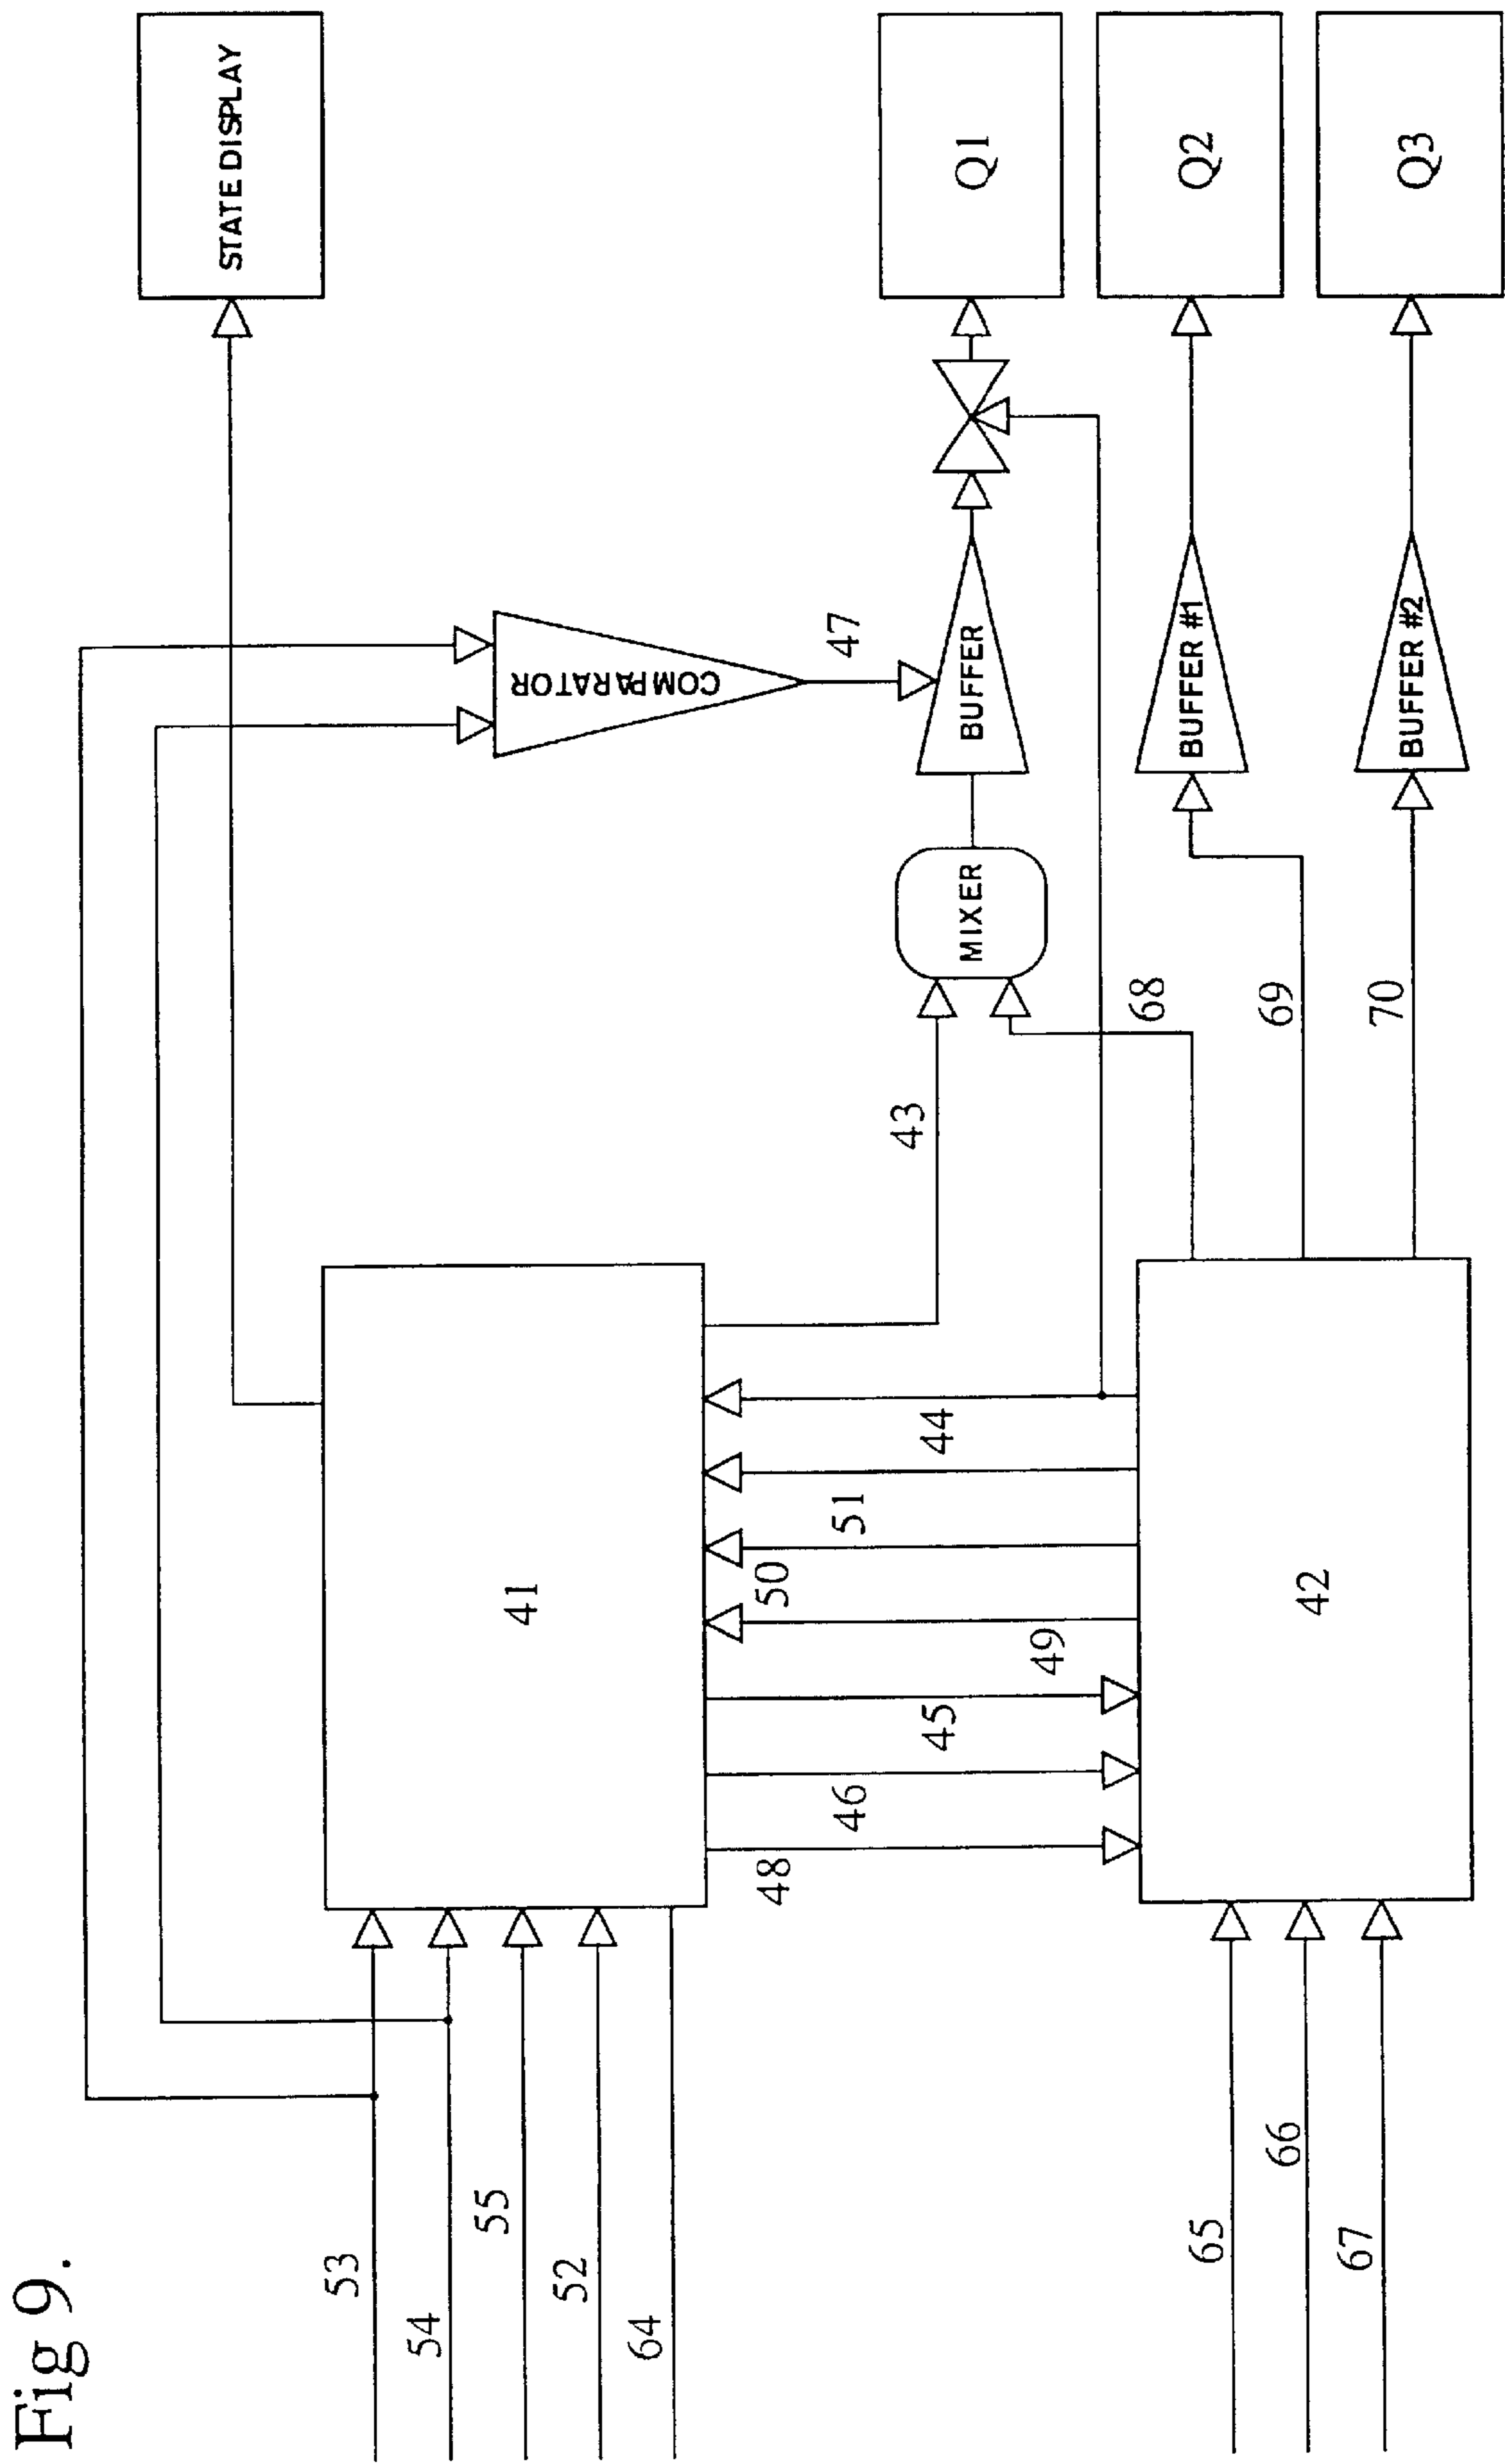 Fig 9.
STATE DISPLAY
COMPARATOR
47
BUFFER
Q1
MIXER
43
68
BUFFER #1
Q2
69
BUFFER #2
Q3
70
41
44
51
50
49
45
46
48
42
53
54
55
52
64
65
66
67